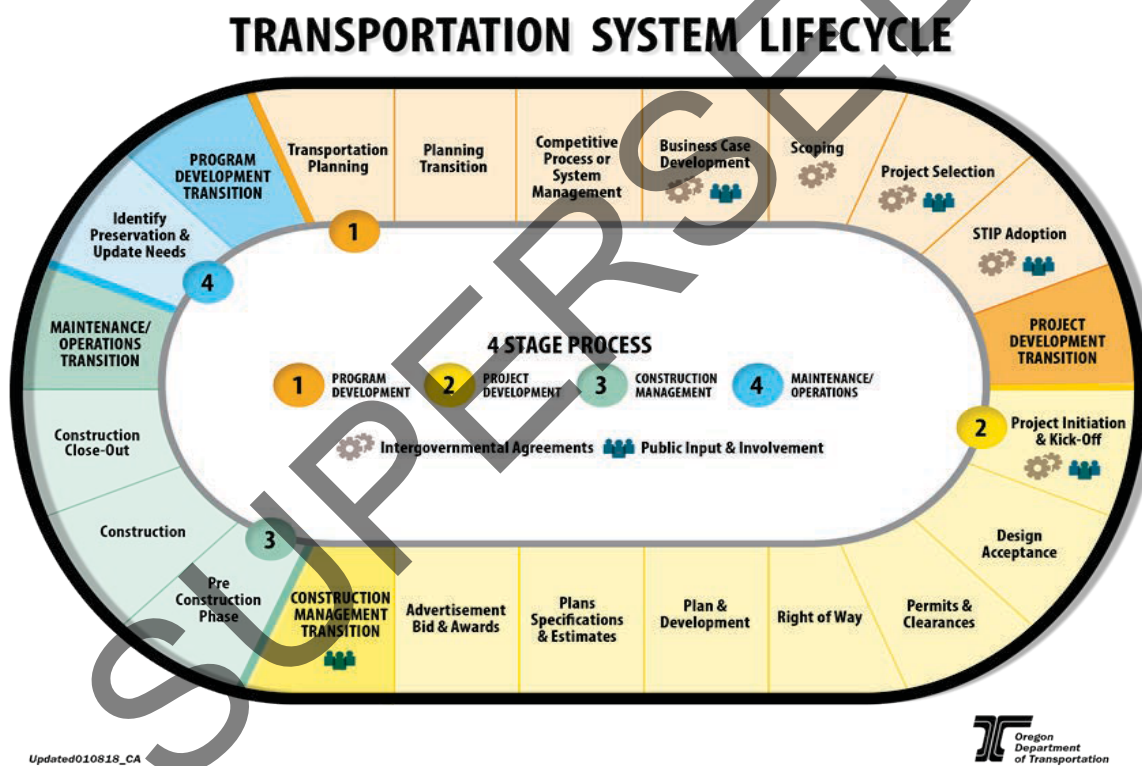 TRANSPORTATION SYSTEM LIFECYCLE
PROGRAM
DEVELOPMENT
TRANSITION
Transportation
Planning
Planning
Transition
Competitive
Process or
System
Management
Business Case
Development
Scoping
Project Selection
STIP Adoption
PROJECT
DEVELOPMENT
TRANSITION
Identify
Preservation &
Update Needs
1
4
MAINTENANCE/
OPERATIONS
TRANSITION
4 STAGE PROCESS
1 PROGRAM
DEVELOPMENT
2 PROJECT
DEVELOPMENT
3 CONSTRUCTION
MANAGEMENT
4 MAINTENANCE/
OPERATIONS
Intergovernmental Agreements
Public Input & Involvement
2
Project Initiation
& Kick-Off
Design
Acceptance
Permits &
Clearances
Right of Way
Plan &
Development
Plans
Specifications
& Estimates
Advertisement
Bid & Awards
CONSTRUCTION
MANAGEMENT
TRANSITION
3
Pre
Construction
Phase
Construction
Construction
Close-Out
SUPERSED
Updated010818_CA
Oregon
Department
of Transportation